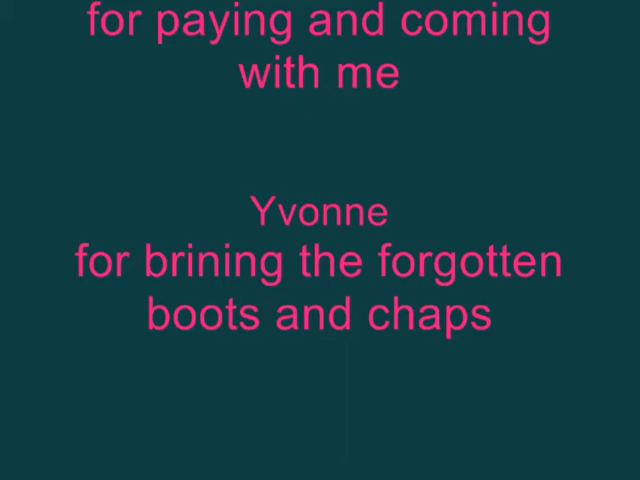 for paying and coming
with me
Yvonne
for brining the forgotten
boots and chaps